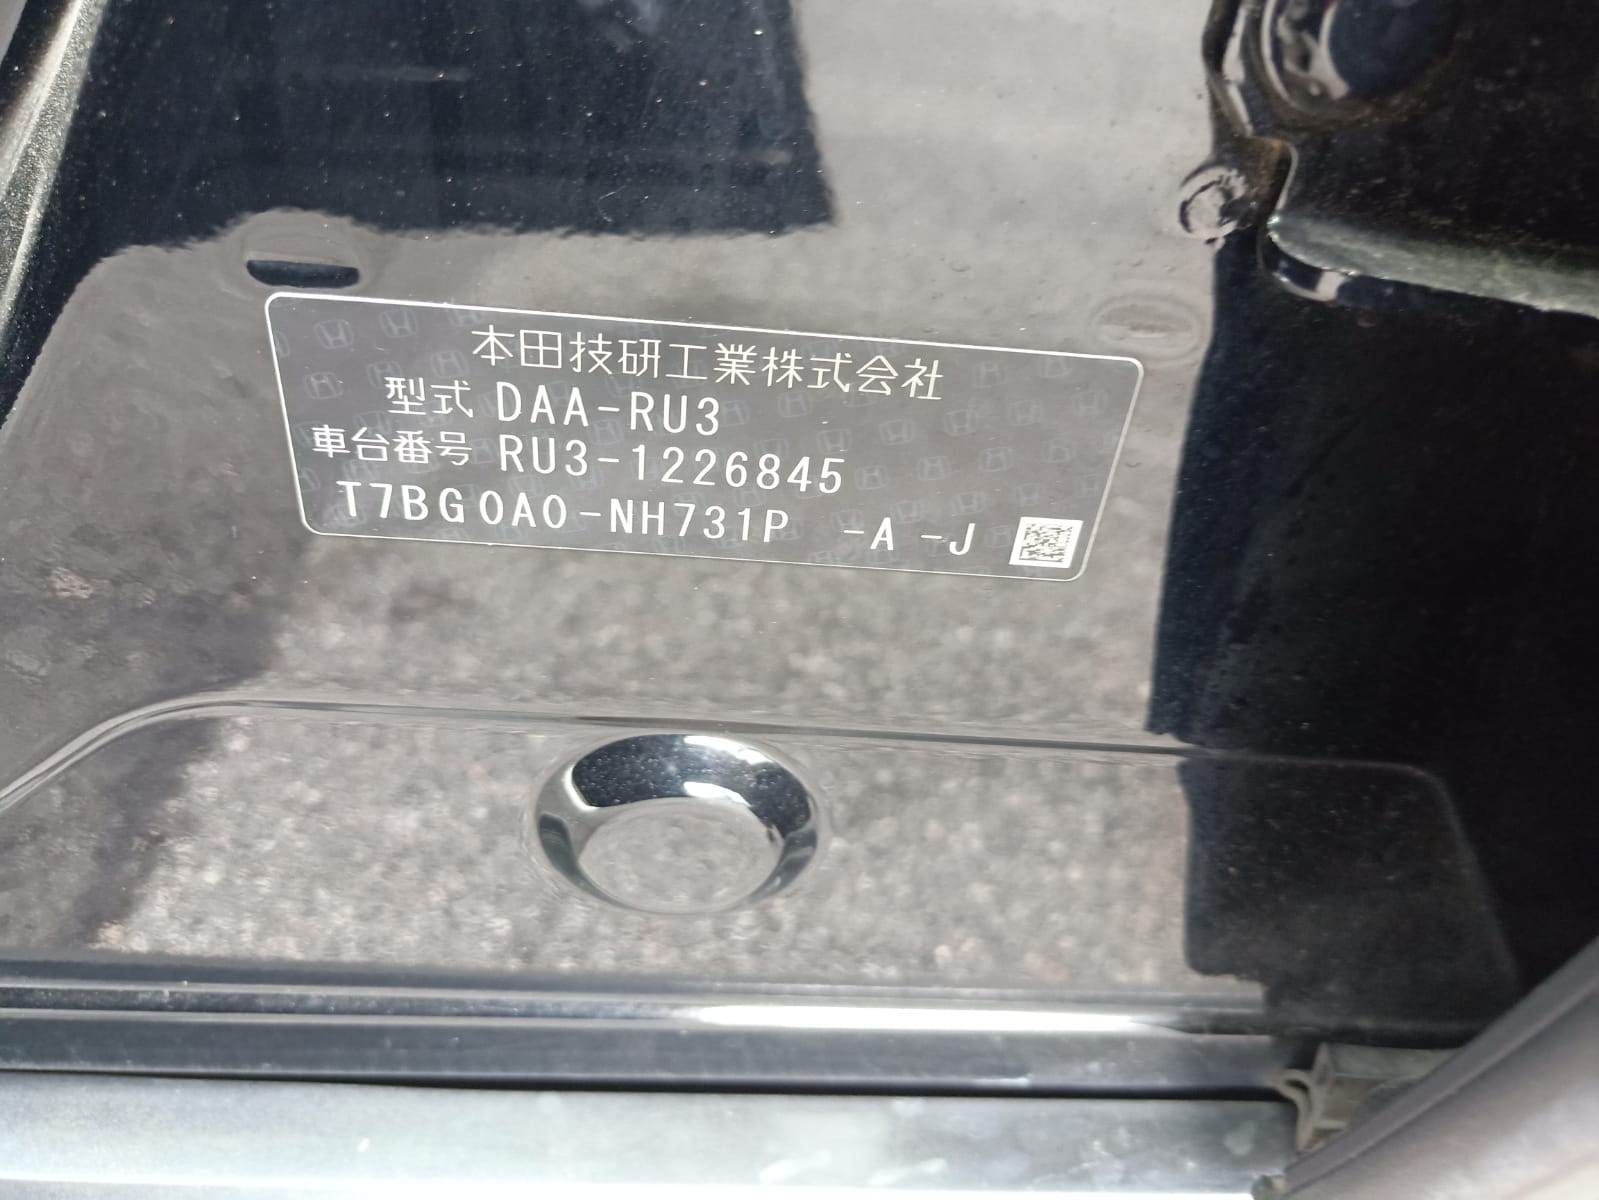 本田技研工業株式会社
型式 DAA-RU3
車台番号 RU3-1226845
T7BG0A0-NH731P -A -J